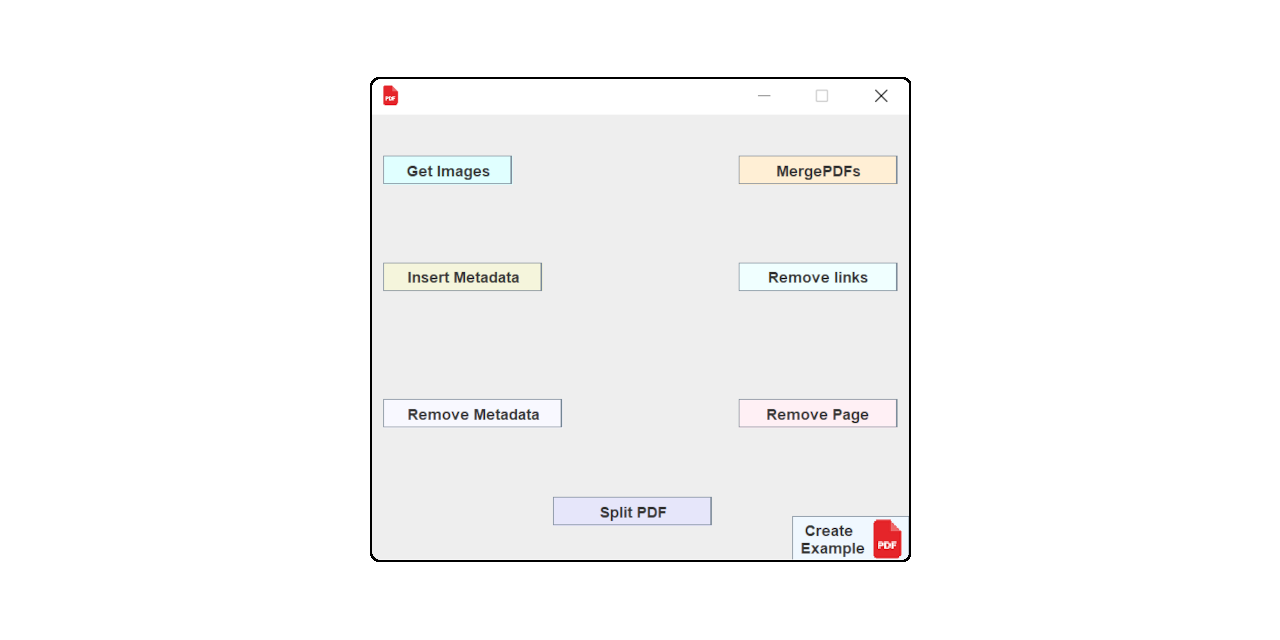 PDF
Get Images
MergePDFs
Insert Metadata
Remove links
Remove Metadata
Remove Page
Split PDF
Create
Example
PDF